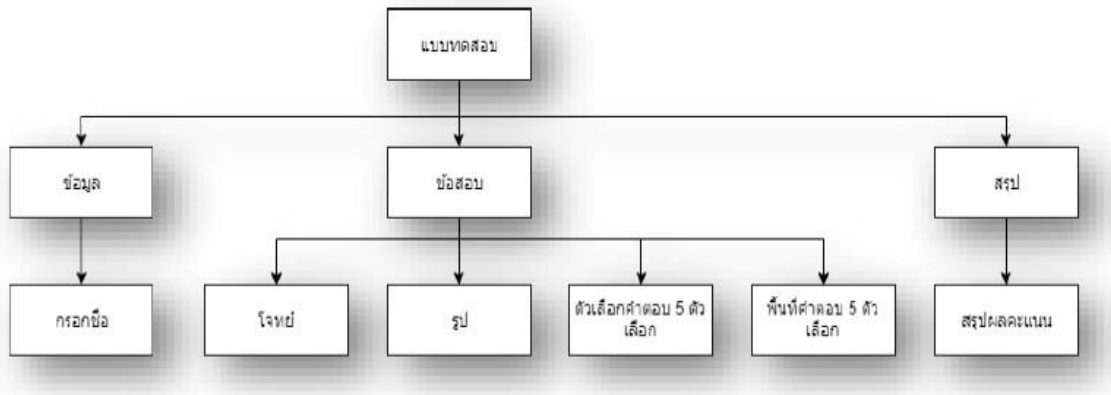 แบบทดสอบ
ข้อมูล
ข้อสอบ
สรุป
กรอกชื่อ
โจทย์
รูป
ตัวเลือกคำตอบ 5 ตัว
เลือก
พื้นที่คำตอบ 5 ตัว
เลือก
สรุปผลคะแนน